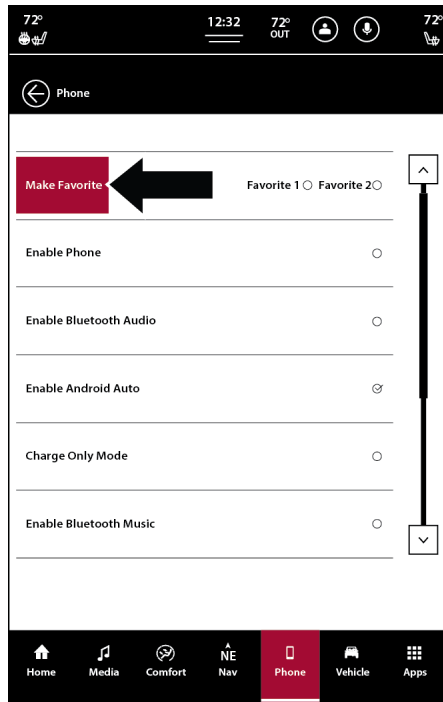 72° 12:32 72° 72°
OUT
Phone
Make Favorite Favorite 1 Favorite 2
Enable Phone
Enable Bluetooth Audio
Enable Android Auto
Charge Only Mode
Enable Bluetooth Music
NE
Home Media Comfort Nav Phone Vehicle Apps